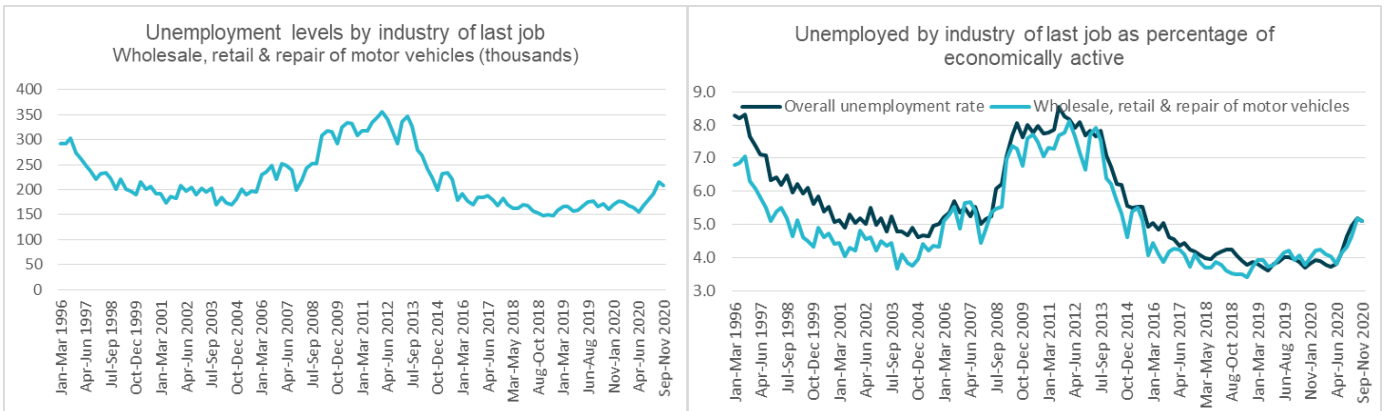 Unemployment levels by industry of last job
Wholesale, retail & repair of motor vehicles (thousands)
400
350
300
250
200
150
100
50
0
Jan-Mar 1996
Apr-Jun 1997
Jul-Sep 1998
Oct-Dec 1999
Jan-Mar 2001
Apr-Jun 2002
Jul-Sep 2003
Oct-Dec 2004
Jan-Mar 2006
Apr-Jun 2007
Jul-Sep 2008
Oct-Dec 2009
Jan-Mar 2011
Apr-Jun 2012
Jul-Sep 2013
Oct-Dec 2014
Jan-Mar 2016
Apr-Jun 2017
Mar-May 2018
Aug-Oct 2018
Jan-Mar 2019
Jun-Aug 2019
Nov-Jan 2020
Apr-Jun 2020
Sep-Nov 2020
Unemployed by industry of last job as percentage of
economically active
Overall unemployment rate
Wholesale, retail & repair of motor vehicles
9.0
8.0
7.0
6.0
5.0
4.0
3.0
Jan-Mar 1996
Apr-Jun 1997
Jul-Sep 1998
Oct-Dec 1999
Jan-Mar 2001
Apr-Jun 2002
Jul-Sep 2003
Oct-Dec 2004
Jan-Mar 2006
Apr-Jun 2007
Jul-Sep 2008
Oct-Dec 2009
Jan-Mar 2011
Apr-Jun 2012
Jul-Sep 2013
Oct-Dec 2014
Jan-Mar 2016
Apr-Jun 2017
Mar-May 2018
Aug-Oct 2018
Jan-Mar 2019
Jun-Aug 2019
Nov-Jan 2020
Apr-Jun 2020
Sep-Nov 2020